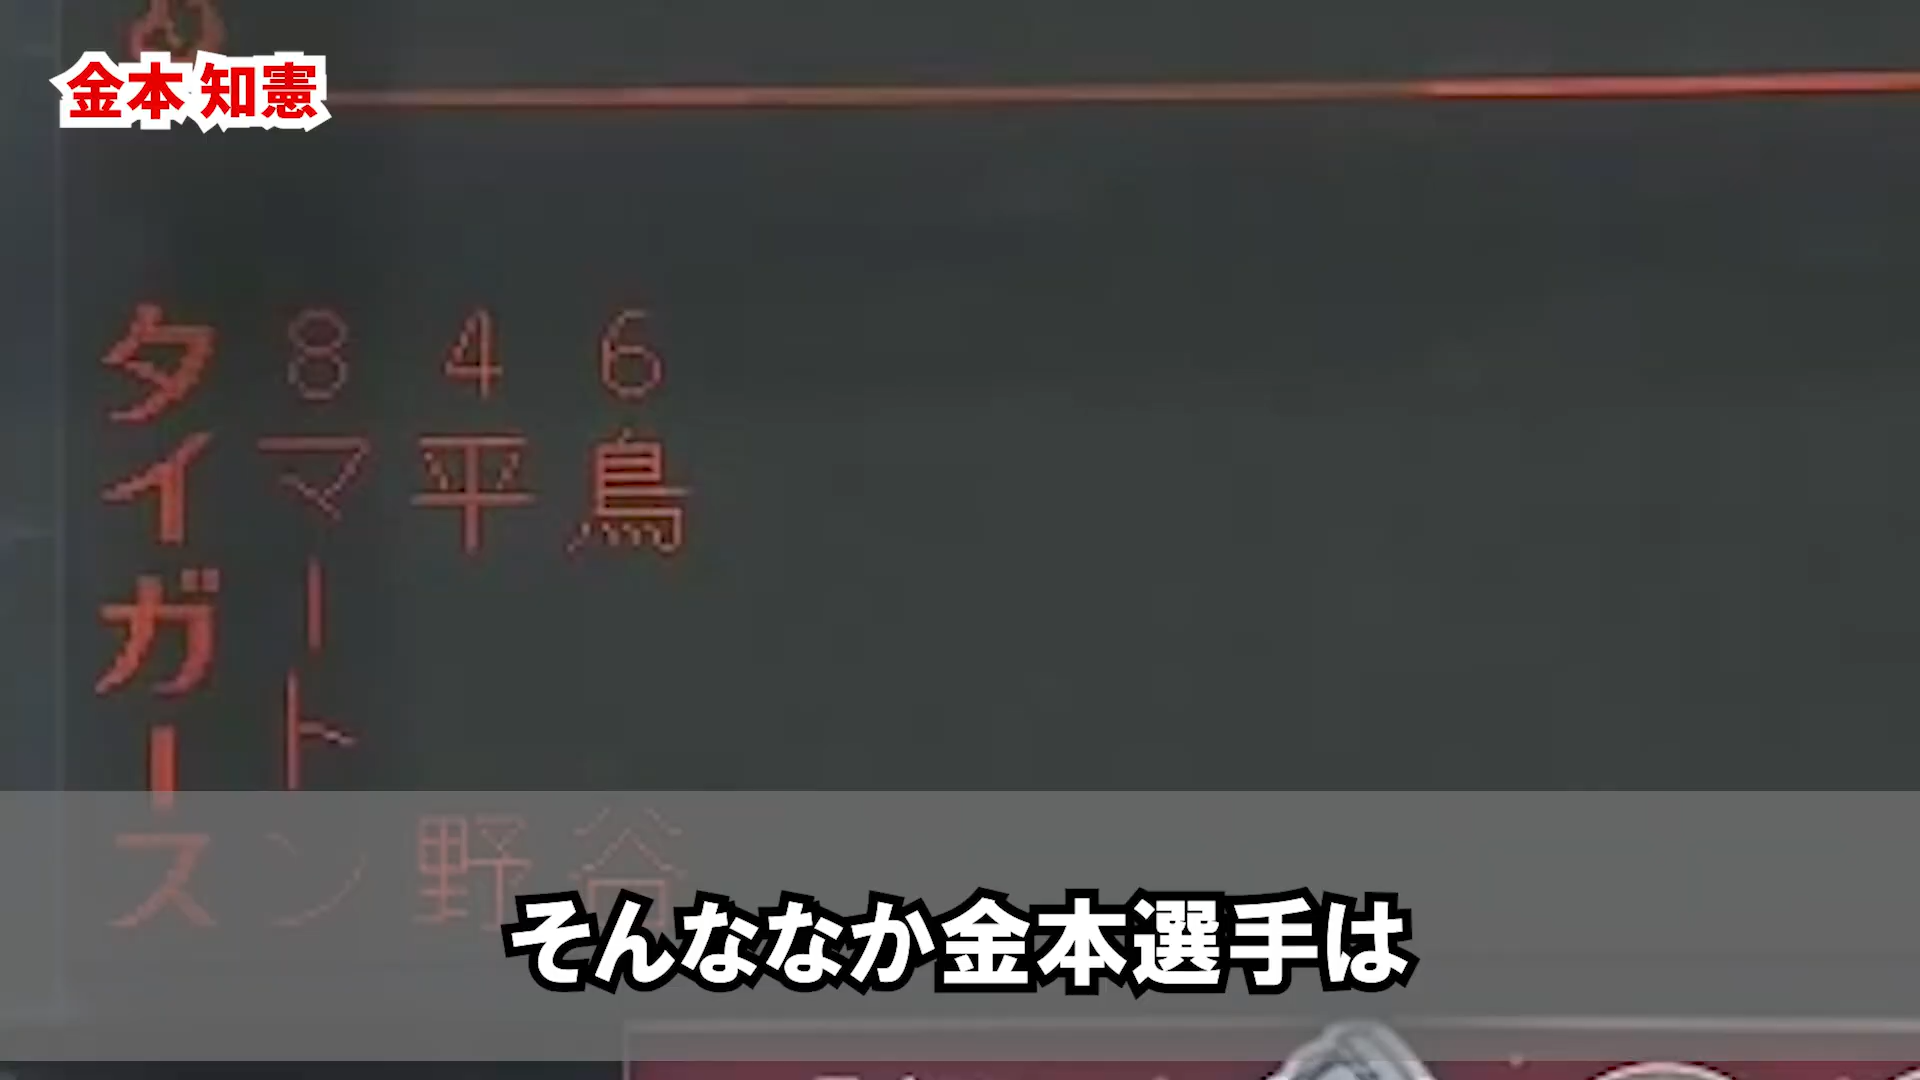 金本 知憲
タイガース
8 マートン
4 平野
6 鳥谷
そんななか金本選手は